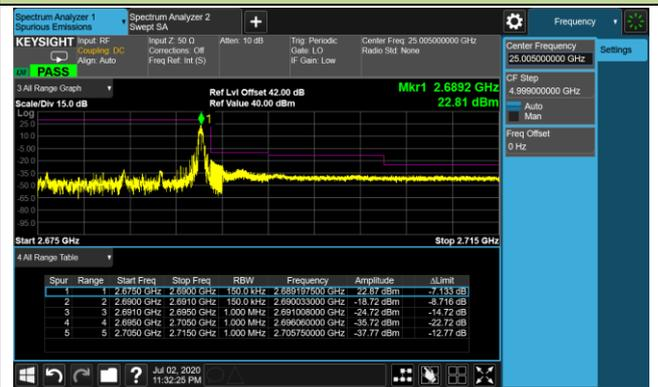 Spectrum Analyzer 1
Spurious Emissions
Spectrum Analyzer 2
Swept SA
Frequency
KEYSIGHT
Input: RF
Coupling: DC
Align: Auto
Input Z: 50 Ω
Corrections: Off
Freq Ref: Int (S)
Atten: 10 dB
Trig: Periodic
Gate: LO
IF Gain: Low
Center Freq: 25.005000000 GHz
Radio Std: None
PASS
3 All Range Graph
Scale/Div 15.0 dB
Ref Lvl Offset 42.00 dB
Ref Value 40.00 dBm
Mkr1 2.6892 GHz
22.81 dBm
Log
25.0
10.0
-5.00
-20.0
-35.0
-50.0
-65.0
-80.0
-95.0
1
Start 2.675 GHz
Stop 2.715 GHz
4 All Range Table
Spur Range Start Freq Stop Freq RBW Frequency Amplitude ΔLimit
1 1 2.6750 GHz 2.6900 GHz 150.0 kHz 2.689197500 GHz 22.87 dBm -7.133 dB
2 2 2.6900 GHz 2.6910 GHz 150.0 kHz 2.690033000 GHz -18.72 dBm -8.716 dB
3 3 2.6910 GHz 2.6950 GHz 1.000 MHz 2.691008000 GHz -24.72 dBm -14.72 dB
4 4 2.6950 GHz 2.7050 GHz 1.000 MHz 2.696060000 GHz -35.72 dBm -22.72 dB
5 5 2.7050 GHz 2.7150 GHz 1.000 MHz 2.705750000 GHz -37.77 dBm -12.77 dB
Jul 02, 2020
11:32:25 PM
Center Frequency
25.005000000 GHz
Settings
CF Step
4.999000000 GHz
Auto
Man
Freq Offset
0 Hz